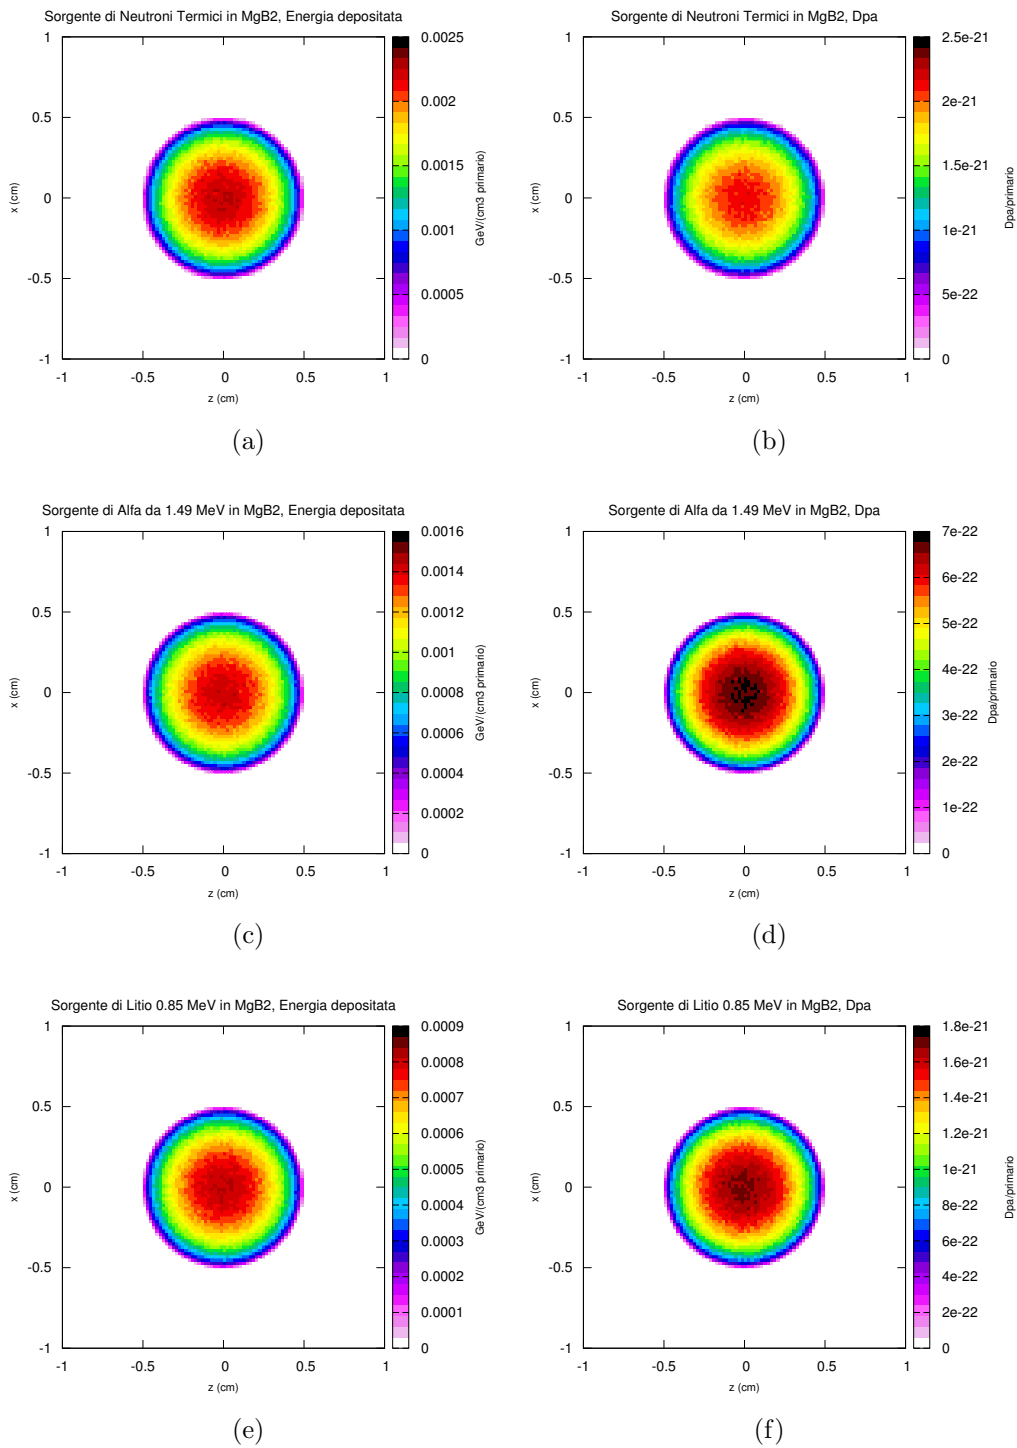 Sorgente di Neutroni Termici in MgB2, Energia depositata
1
0.5
0
-0.5
-1
x (cm)
-1 -0.5 0 0.5 1
z (cm)
0.0025
0.002
0.0015
0.001
0.0005
0
GeV/(cm3 primario)
(a)
Sorgente di Neutroni Termici in MgB2, Dpa
1
0.5
0
-0.5
-1
x (cm)
-1 -0.5 0 0.5 1
z (cm)
2.5e-21
2e-21
1.5e-21
1e-21
5e-22
0
Dpa/primario
(b)
Sorgente di Alfa da 1.49 MeV in MgB2, Energia depositata
1
0.5
0
-0.5
-1
x (cm)
-1 -0.5 0 0.5 1
z (cm)
0.0016
0.0014
0.0012
0.001
0.0008
0.0006
0.0004
0.0002
0
GeV/(cm3 primario)
(c)
Sorgente di Alfa da 1.49 MeV in MgB2, Dpa
1
0.5
0
-0.5
-1
x (cm)
-1 -0.5 0 0.5 1
z (cm)
7e-22
6e-22
5e-22
4e-22
3e-22
2e-22
1e-22
0
Dpa/primario
(d)
Sorgente di Litio 0.85 MeV in MgB2, Energia depositata
1
0.5
0
-0.5
-1
x (cm)
-1 -0.5 0 0.5 1
z (cm)
0.0009
0.0008
0.0007
0.0006
0.0005
0.0004
0.0003
0.0002
0.0001
0
GeV/(cm3 primario)
(e)
Sorgente di Litio 0.85 MeV in MgB2, Dpa
1
0.5
0
-0.5
-1
x (cm)
-1 -0.5 0 0.5 1
z (cm)
1.8e-21
1.6e-21
1.4e-21
1.2e-21
1e-21
8e-22
6e-22
4e-22
2e-22
0
Dpa/primario
(f)